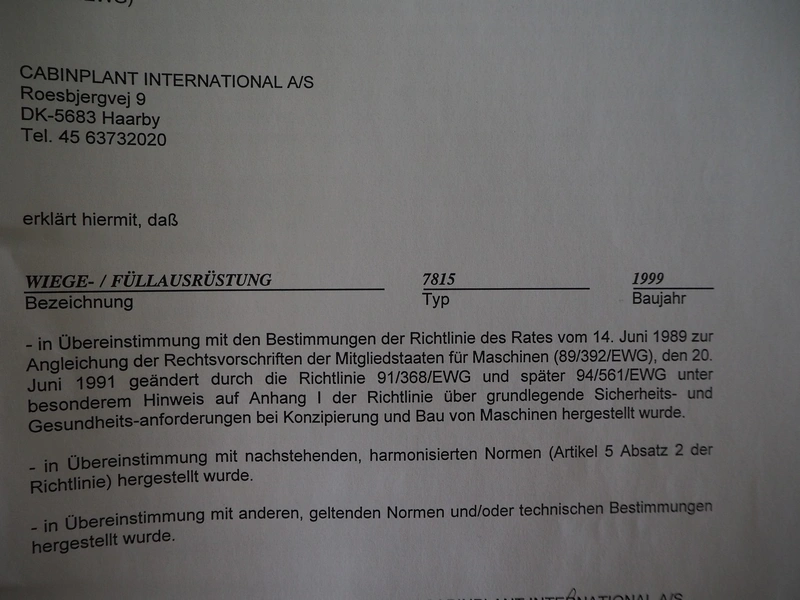 CABINPLANT INTERNATIONAL A/S
Roesbjergvej 9
DK-5683 Haarby
Tel. 45 63732020
erklärt hiermit, daß
WIEGE- / FÜLLAUSRÜSTUNG 7815 1999
Bezeichnung Typ Baujahr
- in Übereinstimmung mit den Bestimmungen der Richtlinie des Rates vom 14. Juni 1989 zur
Angleichung der Rechtsvorschriften der Mitgliedstaaten für Maschinen (89/392/EWG), den 20.
Juni 1991 geändert durch die Richtlinie 91/368/EWG und später 94/561/EWG unter
besonderem Hinweis auf Anhang I der Richtlinie über grundlegende Sicherheits- und
Gesundheits-anforderungen bei Konzipierung und Bau von Maschinen hergestellt wurde.
- in Übereinstimmung mit nachstehenden, harmonisierten Normen (Artikel 5 Absatz 2 der
Richtlinie) hergestellt wurde.
- in Übereinstimmung mit anderen, geltenden Normen und/oder technischen Bestimmungen
hergestellt wurde.
CABINPLANT INTERNATIONAL A/S